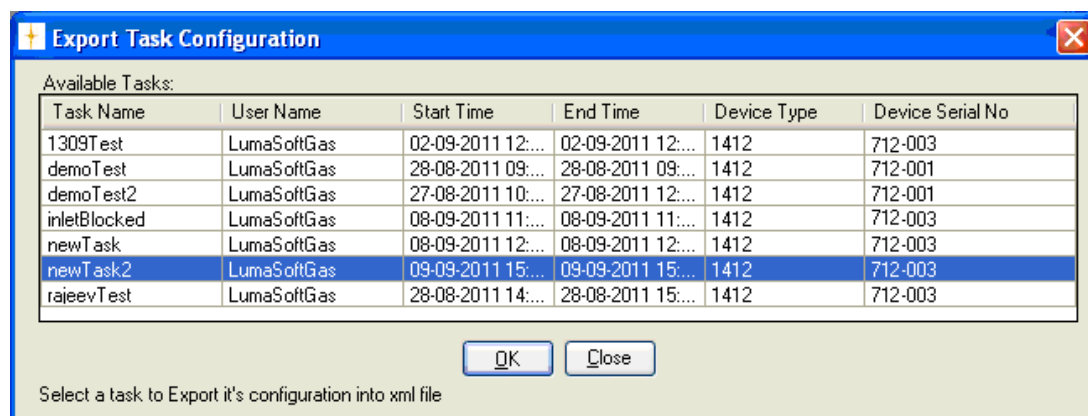 Export Task Configuration
Available Tasks:
Task Name User Name Start Time End Time Device Type Device Serial No
1309Test LumaSoftGas 02-09-2011 12:... 02-09-2011 12:... 1412 712-003
demoTest LumaSoftGas 28-08-2011 09:... 28-08-2011 09:... 1412 712-001
demoTest2 LumaSoftGas 27-08-2011 10:... 27-08-2011 12:... 1412 712-001
inletBlocked LumaSoftGas 08-09-2011 11:... 08-09-2011 11:... 1412 712-003
newTask LumaSoftGas 08-09-2011 12:... 08-09-2011 12:... 1412 712-003
newTask2 LumaSoftGas 09-09-2011 15:... 09-09-2011 15:... 1412 712-003
rajeevTest LumaSoftGas 28-08-2011 14:... 28-08-2011 15:... 1412 712-003
OK Close
Select a task to Export it's configuration into xml file